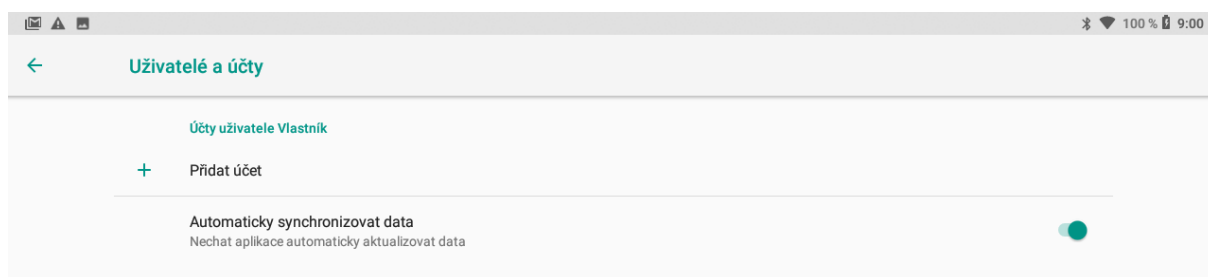 100 % 9:00
Uživatelé a účty
Účty uživatele Vlastník
Přidat účet
Automaticky synchronizovat data
Nechat aplikace automaticky aktualizovat data